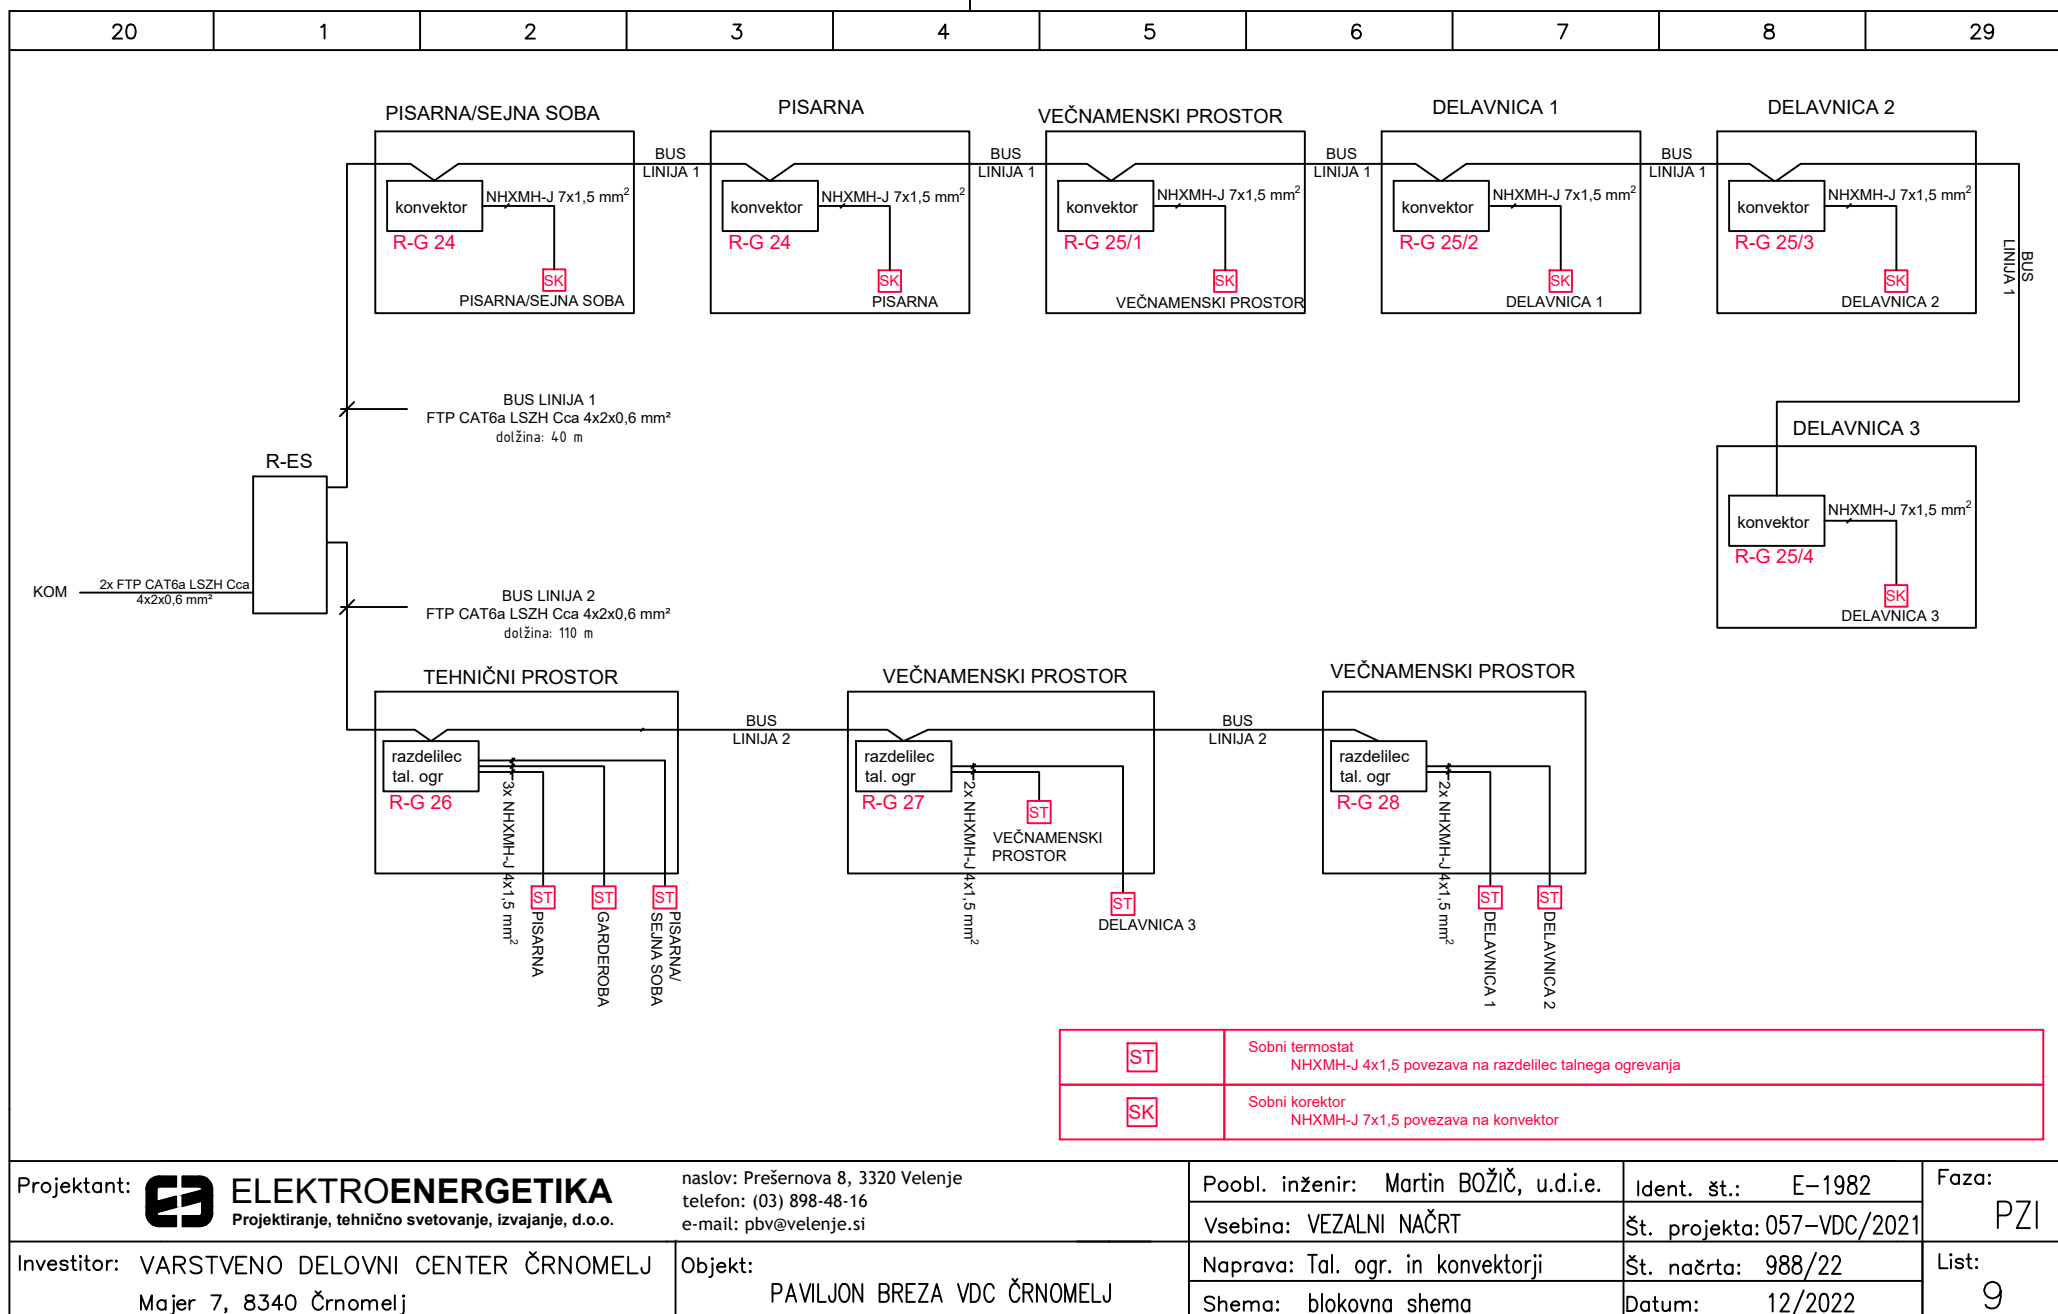 20 1 2 3 4 5 6 7 8 29
PISARNA/SEJNA SOBA
PISARNA
VEČNAMENSKI PROSTOR
DELAVNICA 1
DELAVNICA 2
BUS
LINIJA 1
BUS
LINIJA 1
BUS
LINIJA 1
BUS
LINIJA 1
konvektor
NHXMH-J 7x1,5 mm²
R-G 24
SK
PISARNA/SEJNA SOBA
konvektor
NHXMH-J 7x1,5 mm²
R-G 24
SK
PISARNA
konvektor
NHXMH-J 7x1,5 mm²
R-G 25/1
SK
VEČNAMENSKI PROSTOR
konvektor
NHXMH-J 7x1,5 mm²
R-G 25/2
SK
DELAVNICA 1
konvektor
NHXMH-J 7x1,5 mm²
R-G 25/3
SK
DELAVNICA 2
BUS
LINIJA 1
BUS LINIJA 1
FTP CAT6a LSZH Cca 4x2x0,6 mm²
dolžina: 40 m
DELAVNICA 3
konvektor
NHXMH-J 7x1,5 mm²
R-G 25/4
SK
DELAVNICA 3
R-ES
KOM
2x FTP CAT6a LSZH Cca
4x2x0,6 mm²
BUS LINIJA 2
FTP CAT6a LSZH Cca 4x2x0,6 mm²
dolžina: 110 m
TEHNIČNI PROSTOR
VEČNAMENSKI PROSTOR
VEČNAMENSKI PROSTOR
BUS
LINIJA 2
BUS
LINIJA 2
razdelilec
tal. ogr
R-G 26
3x NHXMH-J 4x1,5 mm²
ST
PISARNA
ST
GARDEROBA
ST
PISARNA/
SEJNA SOBA
razdelilec
tal. ogr
R-G 27
2x NHXMH-J 4x1,5 mm²
ST
VEČNAMENSKI
PROSTOR
ST
DELAVNICA 3
razdelilec
tal. ogr
R-G 28
2x NHXMH-J 4x1,5 mm²
ST
DELAVNICA 1
ST
DELAVNICA 2
ST
Sobni termostat
NHXMH-J 4x1,5 povezava na razdelilec talnega ogrevanja
SK
Sobni korektor
NHXMH-J 7x1,5 povezava na konvektor
Projektant:
ELEKTROENERGETIKA
Projektiranje, tehnično svetovanje, izvajanje, d.o.o.
naslov: Prešernova 8, 3320 Velenje
telefon: (03) 898-48-16
e-mail: pbv@velenje.si
Poobl. inženir: Martin BOŽIČ, u.d.i.e.
Vsebina: VEZALNI NAČRT
Naprava: Tal. ogr. in konvektorji
Shema: blokovna shema
Ident. št.: E-1982
Št. projekta: 057-VDC/2021
Št. načrta: 988/22
Datum: 12/2022
Faza:
PZI
List:
9
Investitor: VARSTVENO DELOVNI CENTER ČRNOMELJ
Majer 7, 8340 Črnomelj
Objekt:
PAVILJON BREZA VDC ČRNOMELJ